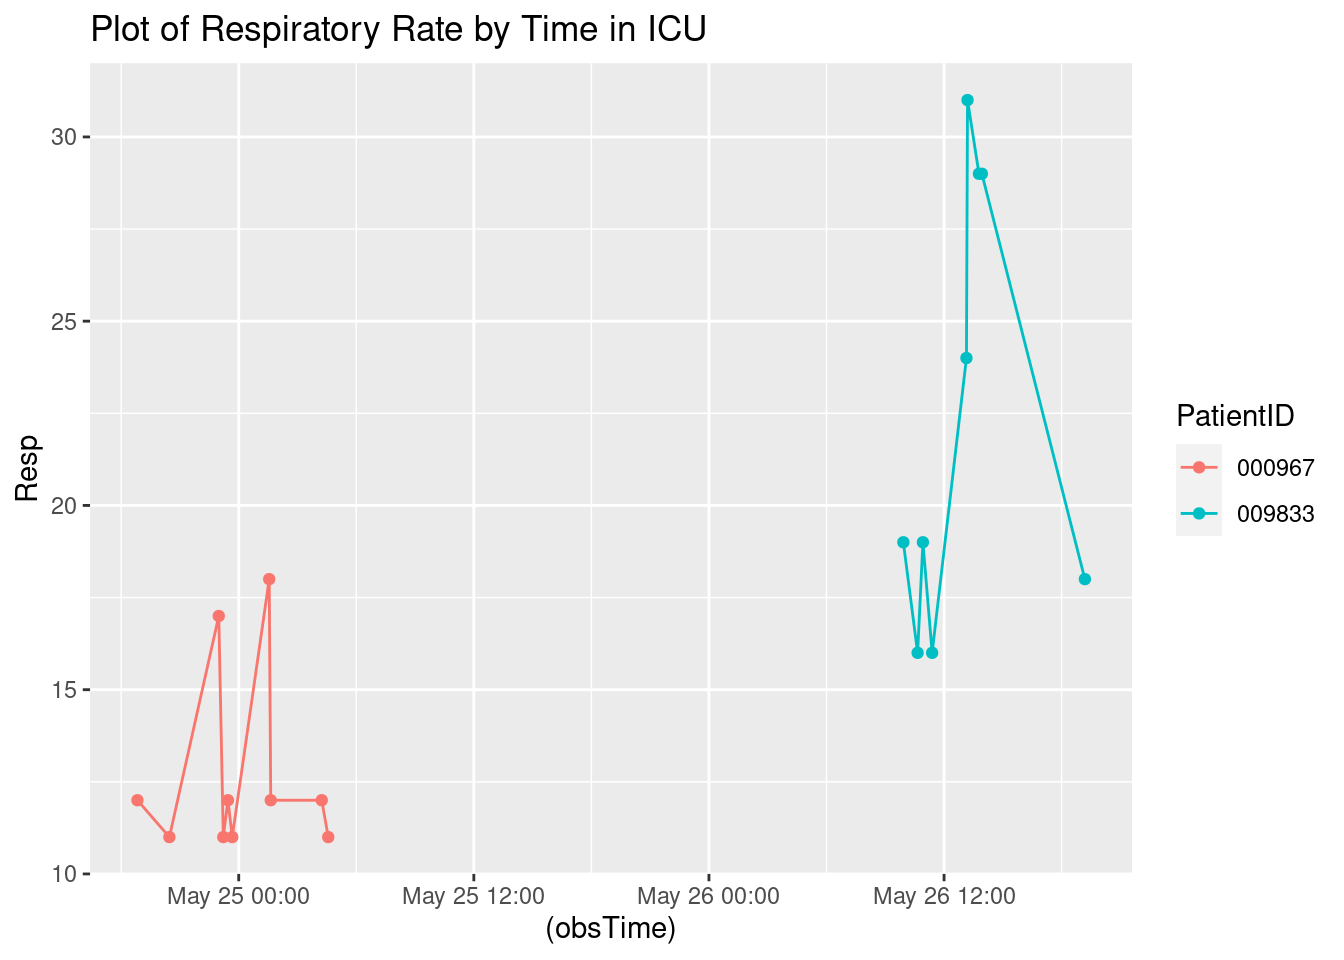 Plot of Respiratory Rate by Time in ICU
30
25
20
15
10
Resp
May 25 00:00
May 25 12:00
May 26 00:00
May 26 12:00
(obsTime)
PatientID
000967
009833